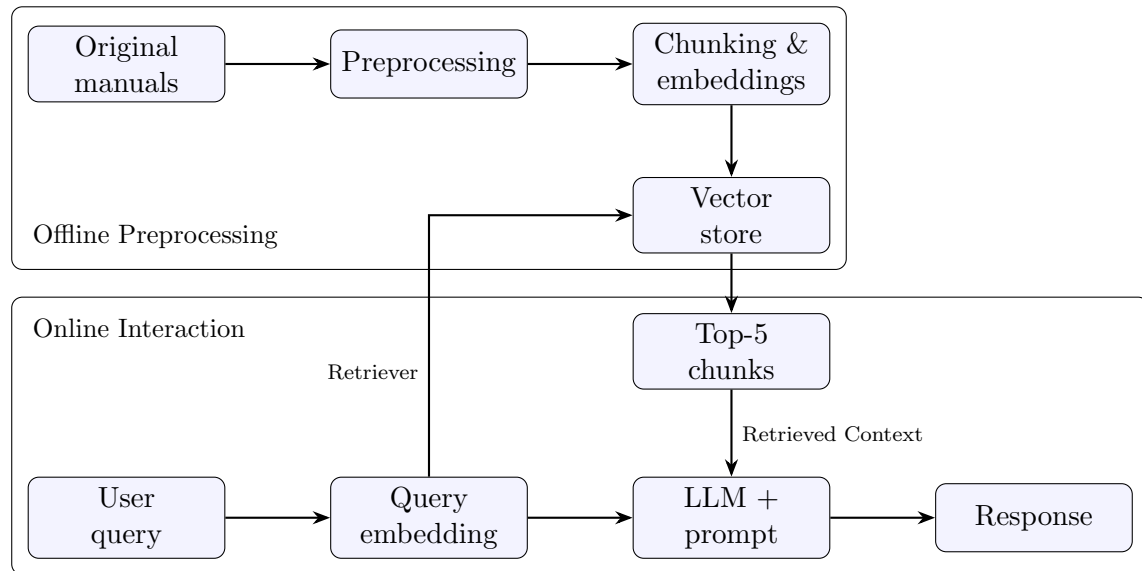 Original
manuals
Preprocessing
Chunking &
embeddings
Vector
store
Offline Preprocessing
Online Interaction
Top-5
chunks
Retriever
Retrieved Context
User
query
Query
embedding
LLM +
prompt
Response